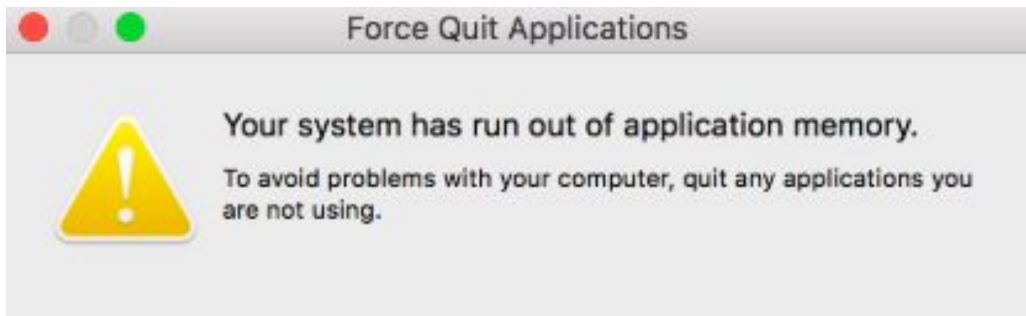 Force Quit Applications
Your system has run out of application memory.
To avoid problems with your computer, quit any applications you
are not using.